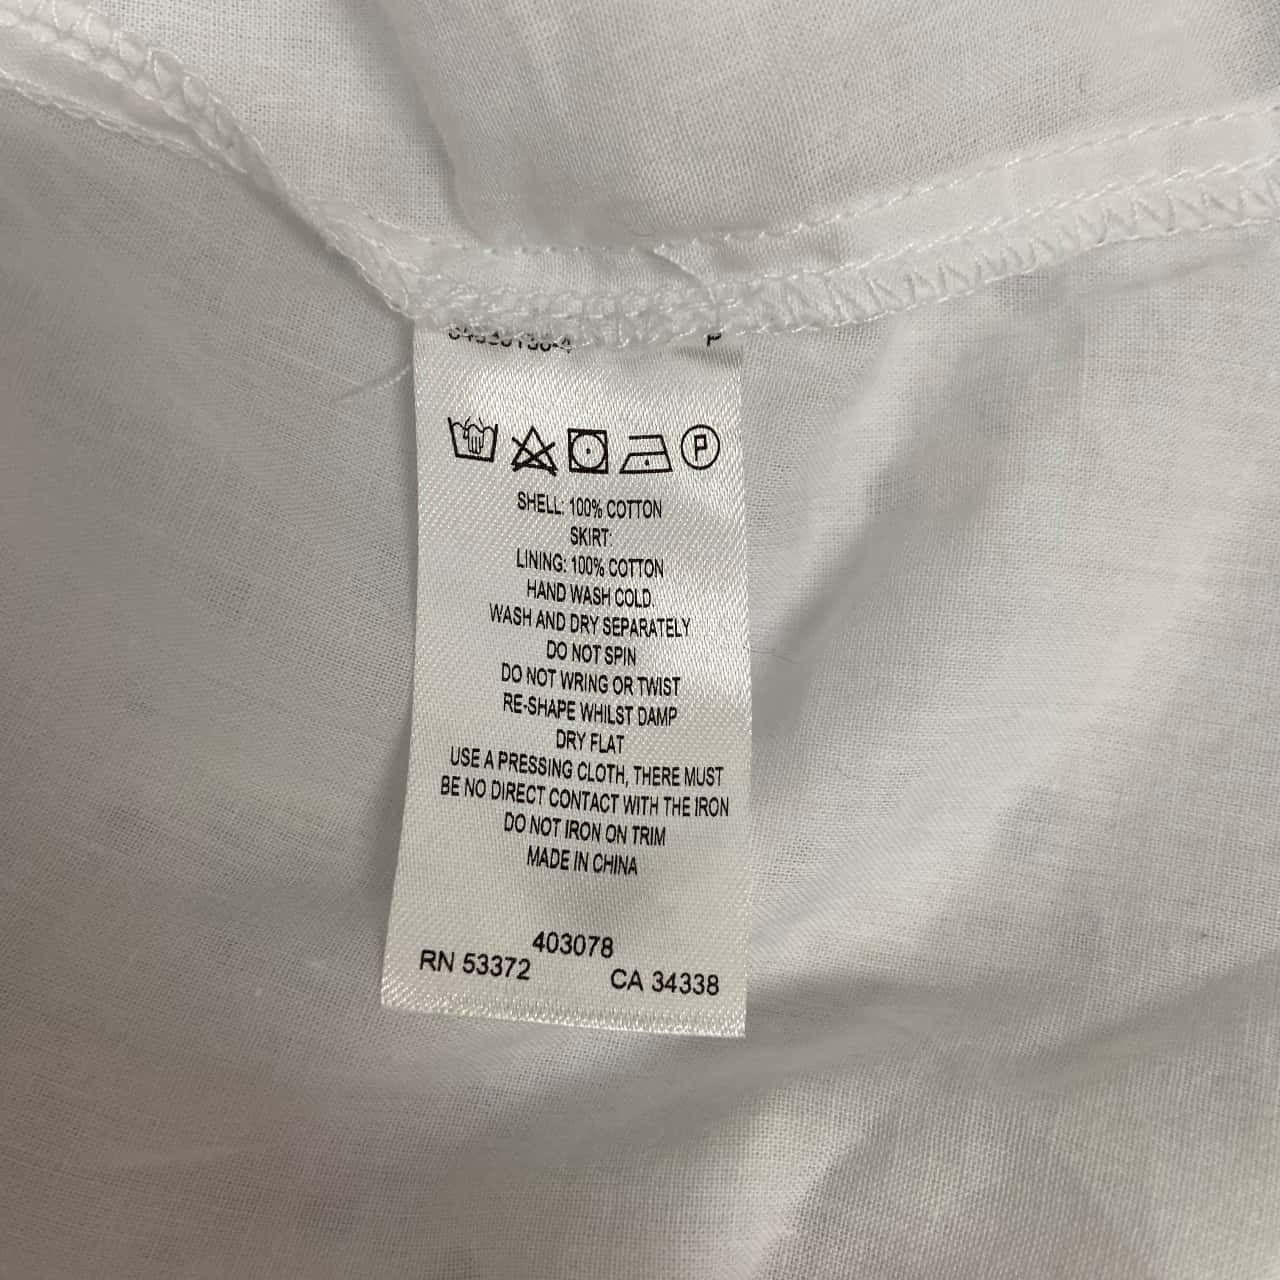 P
P
SHELL: 100% COTTON
SKIRT:
LINING: 100% COTTON
HAND WASH COLD.
WASH AND DRY SEPARATELY
DO NOT SPIN
DO NOT WRING OR TWIST
RE-SHAPE WHILST DAMP
DRY FLAT
USE A PRESSING CLOTH, THERE MUST
BE NO DIRECT CONTACT WITH THE IRON
DO NOT IRON ON TRIM
MADE IN CHINA
403078
RN 53372 CA 34338